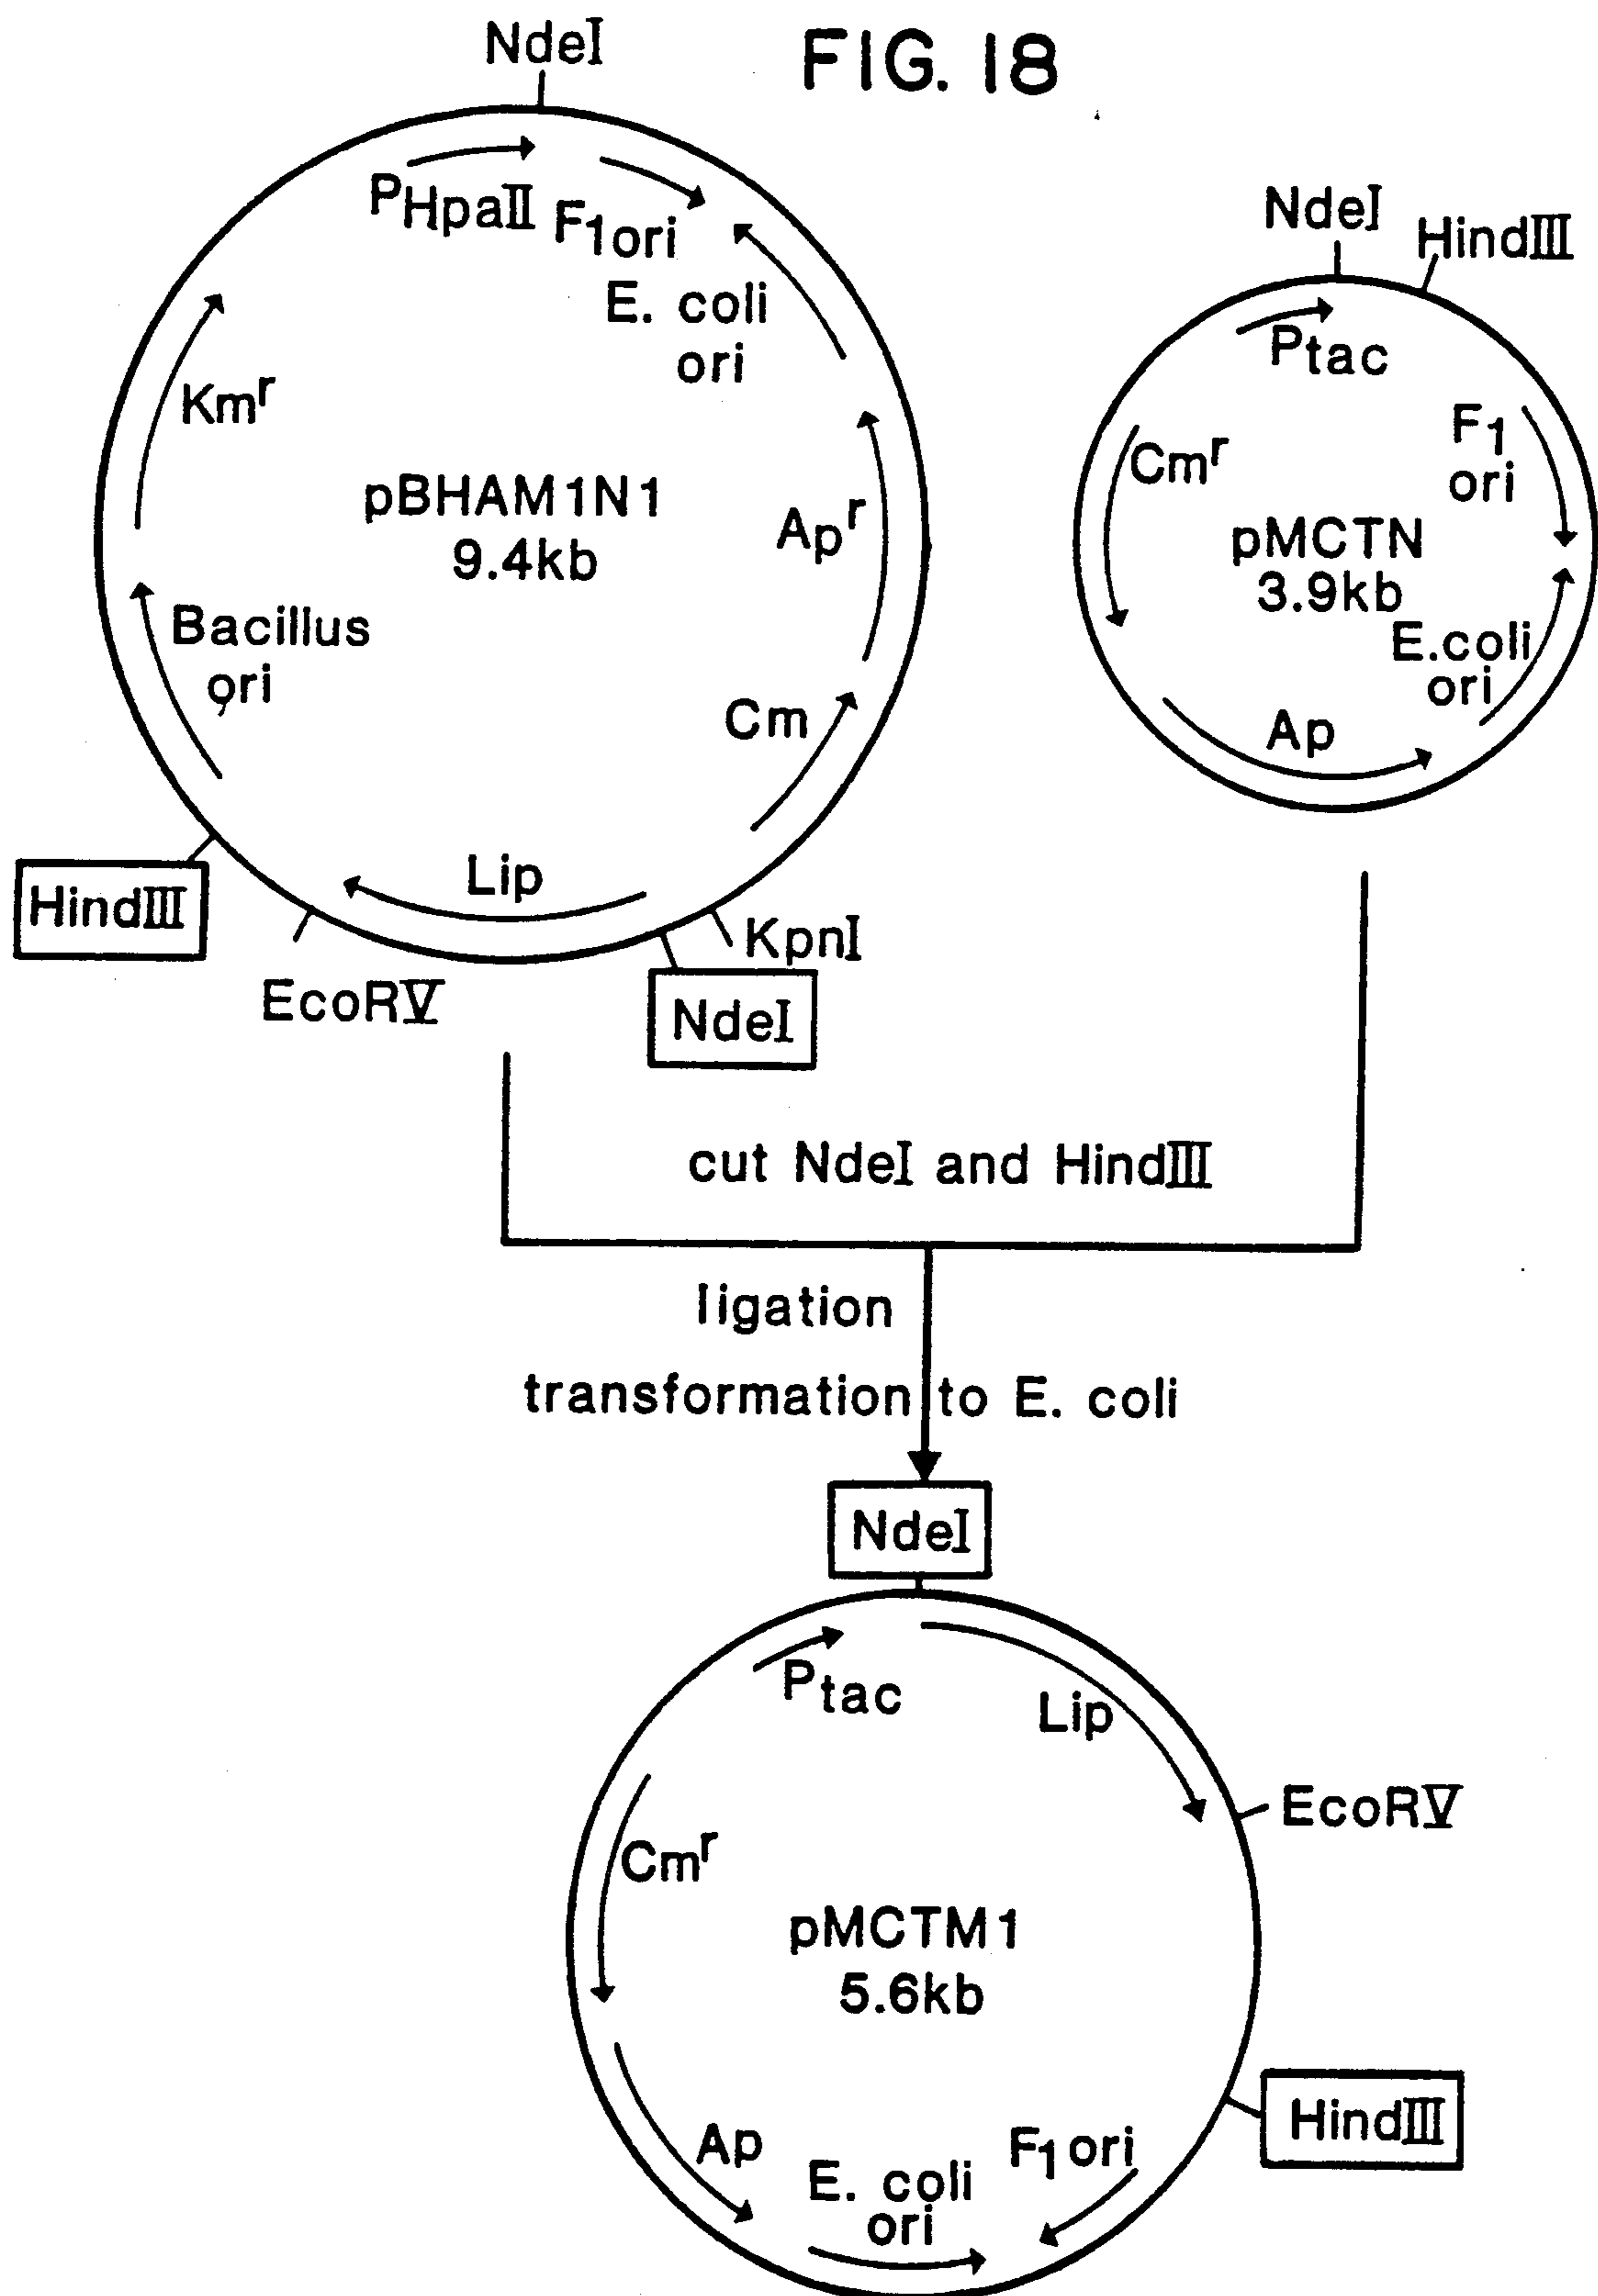 FIG. 18
NdeI
PHpaII
F1ori
E. coli
ori
Kmr
pBHAM1N1
9.4kb
Apr
Bacillus
ori
Cm
Lip
HindIII
EcoRV
KpnI
NdeI
NdeI
HindIII
Ptac
Cmr
F1
ori
pMCTN
3.9kb
E.coli
ori
Ap
cut NdeI and HindIII
ligation
transformation to E. coli
NdeI
Ptac
Lip
EcoRV
Cmr
pMCTM1
5.6kb
HindIII
Ap
E. coli
ori
F1 ori